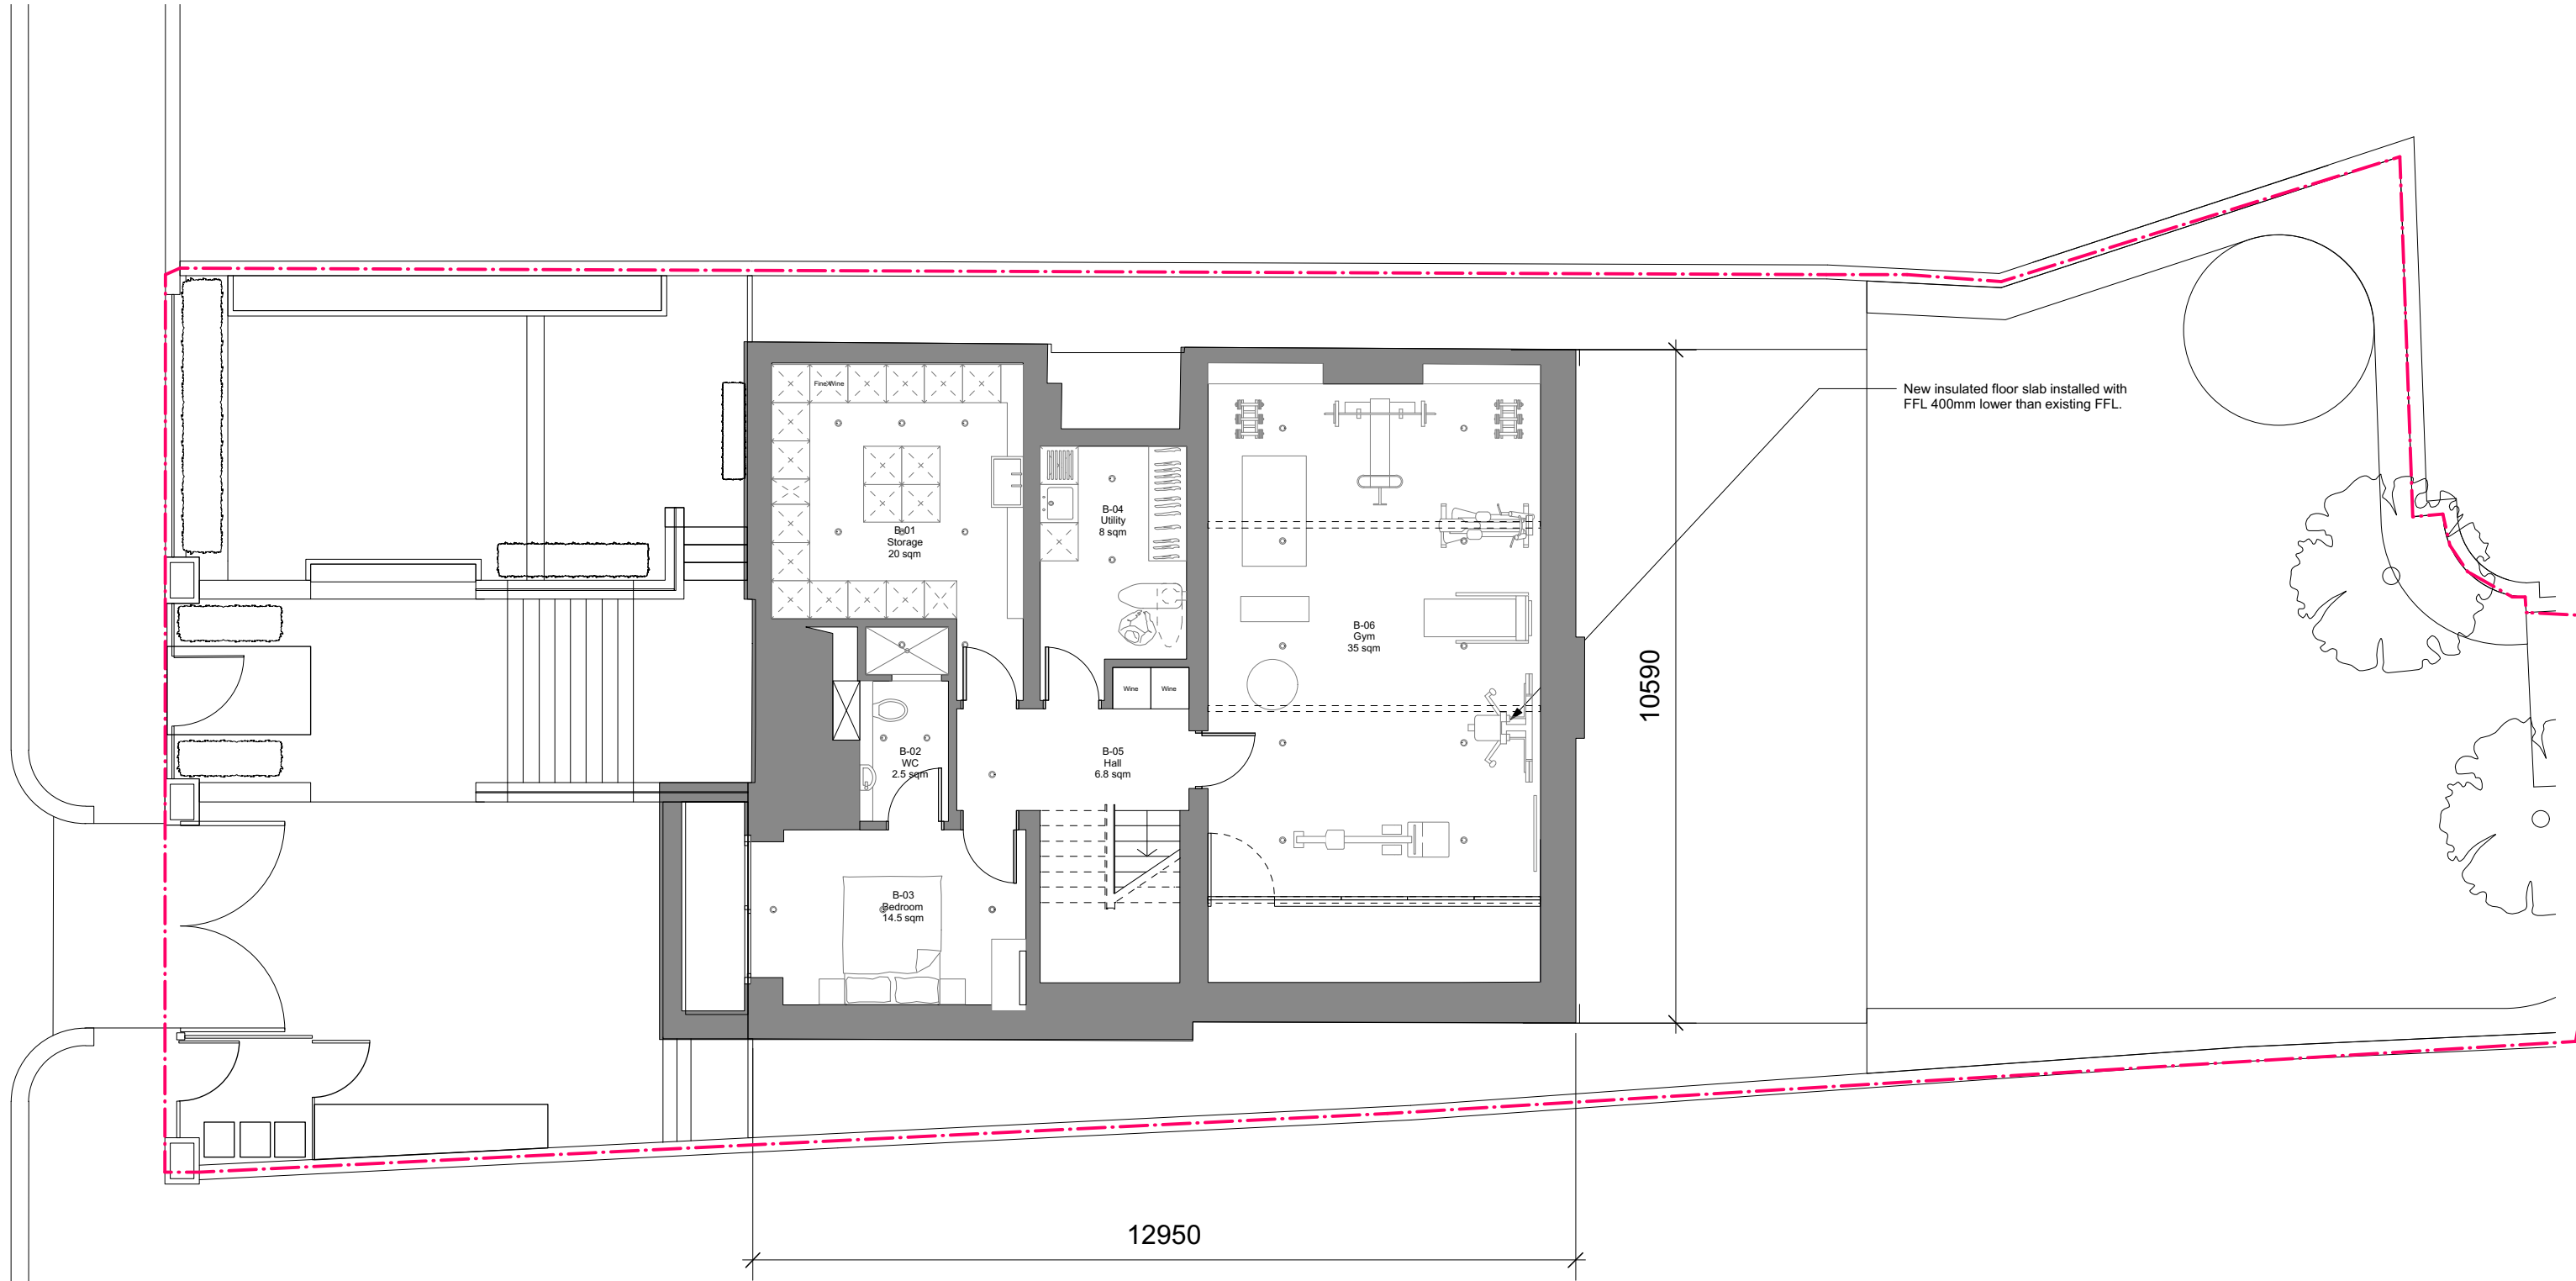 New insulated floor slab installed with
FFL 400mm lower than existing FFL.
Fine Wine
B-01
Storage
20 sqm
B-04
Utility
8 sqm
B-06
Gym
35 sqm
Wine
Wine
B-02
WC
2.5 sqm
B-05
Hall
6.8 sqm
B-03
Bedroom
14.5 sqm
10590
12950